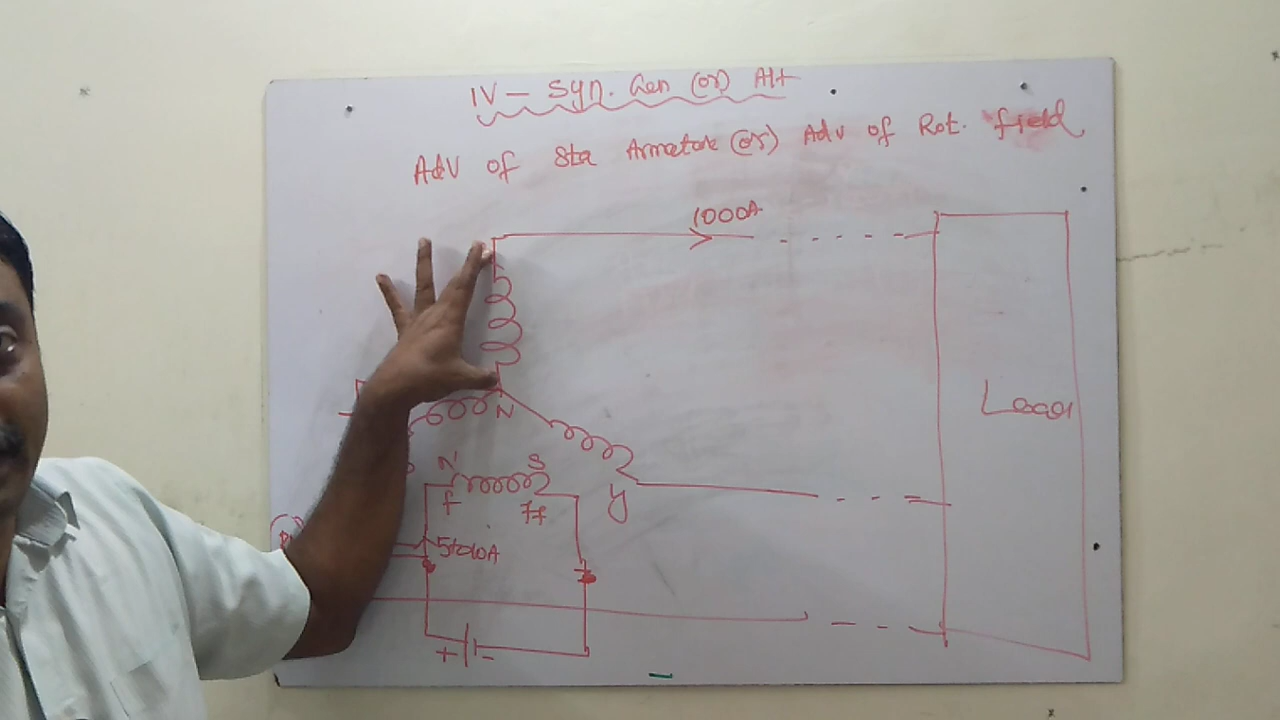 IV - Syn. Gen (or) Alt
Adv of Sta Armature (or) Adv of Rot. field
1000A
Load
N
N S
f ff
y
5to10A
+ -